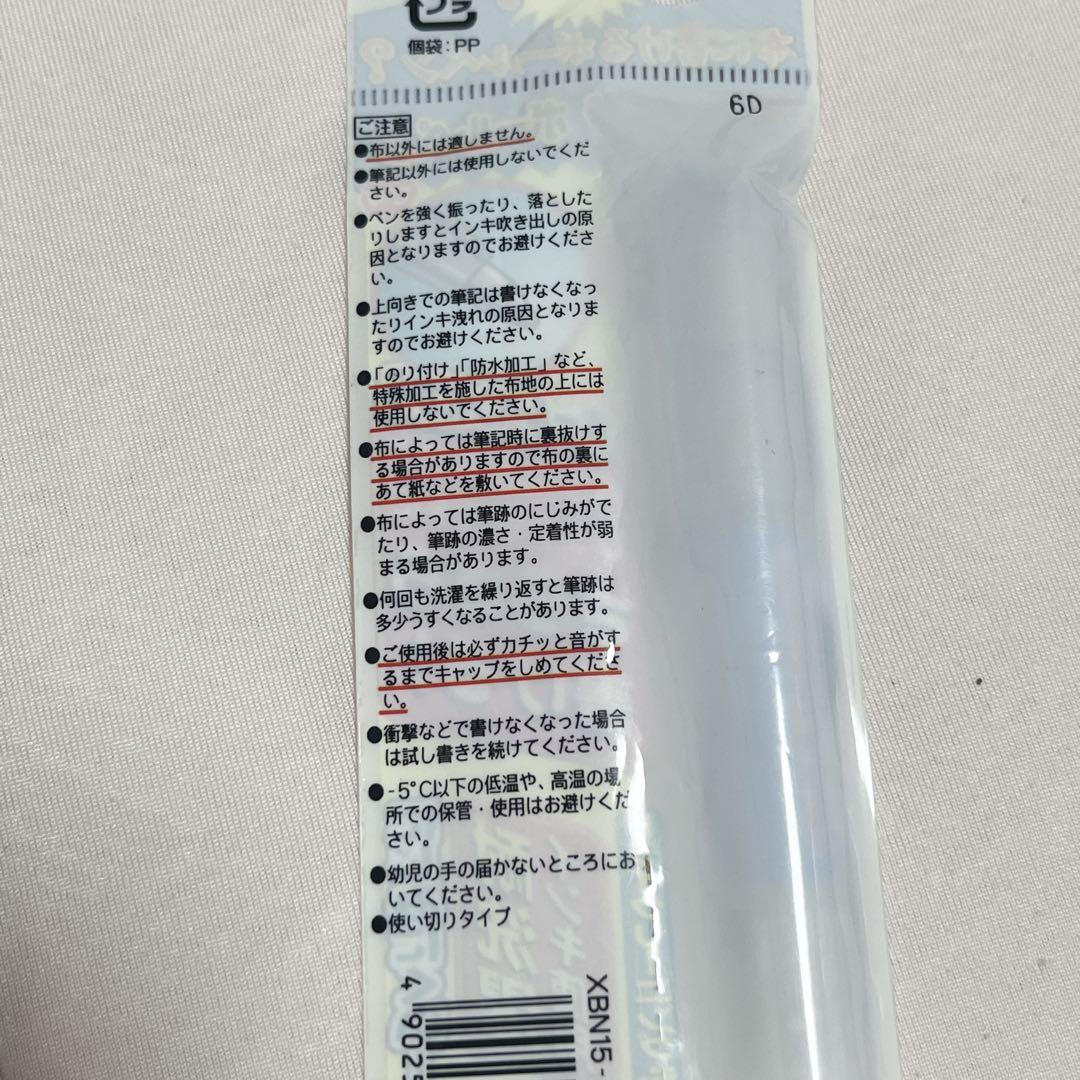 プラ
個袋:PP
6D
ご注意
●布以外には適しません。
●筆記以外には使用しないでくだ
さい。
●ペンを強く振ったり、落とした
りしますとインキ吹き出しの原
因となりますのでお避けくださ
い。
●上向きでの筆記は書けなくなっ
たりインキ洩れの原因となりま
すのでお避けください。
●「のり付け」「防水加工」など、
特殊加工を施した布地の上には
使用しないでください。
●布によっては筆記時に裏抜けす
る場合がありますので布の裏に
あて紙などを敷いてください。
●布によっては筆跡のにじみがで
たり、筆跡の濃さ・定着性が弱
まる場合があります。
●何回も洗濯を繰り返すと筆跡は
多少うすくなることがあります。
●ご使用後は必ずカチッと音がす
るまでキャップをしめてくださ
い。
●衝撃などで書けなくなった場合
は試し書きを続けてください。
●-5°C以下の低温や、高温の場
所での保管・使用はお避けくだ
さい。
●幼児の手の届かないところにお
いてください。
●使い切りタイプ
XBN15-
4 9025